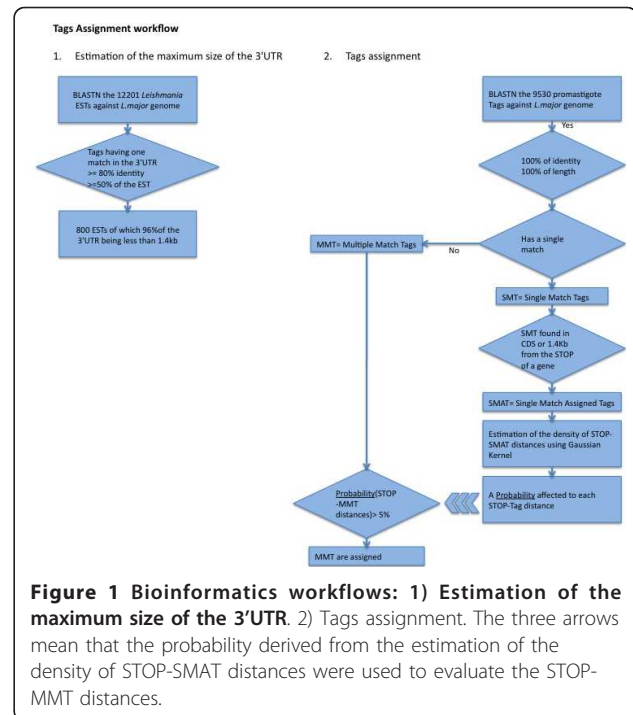 Tags Assignment workflow
1. Estimation of the maximum size of the 3'UTR
BLASTN the 12201 Leishmania
ESTs against L.major genome
Tags having one
match in the 3'UTR
>= 80% identity
>=50% of the EST
800 ESTs of which 96%of the
3'UTR being less than 1.4kb
2. Tags assignment
BLASTN the 9530 promastigote
Tags against L.major genome
Yes
100% of identity
100% of length
Has a single
match
No
MMT= Multiple Match Tags
SMT= Single Match Tags
SMT found in
CDS or 1.4Kb
from the STOP
of a gene
SMAT= Single Match Assigned Tags
Estimation of the density of STOP-
SMAT distances using Gaussian
Kernel
A Probability affected to each
STOP-Tag distance
Probability(STOP
-MMT
distances)> 5%
MMT are assigned
Figure 1 Bioinformatics workflows: 1) Estimation of the
maximum size of the 3'UTR. 2) Tags assignment. The three arrows
mean that the probability derived from the estimation of the
density of STOP-SMAT distances were used to evaluate the STOP-
MMT distances.